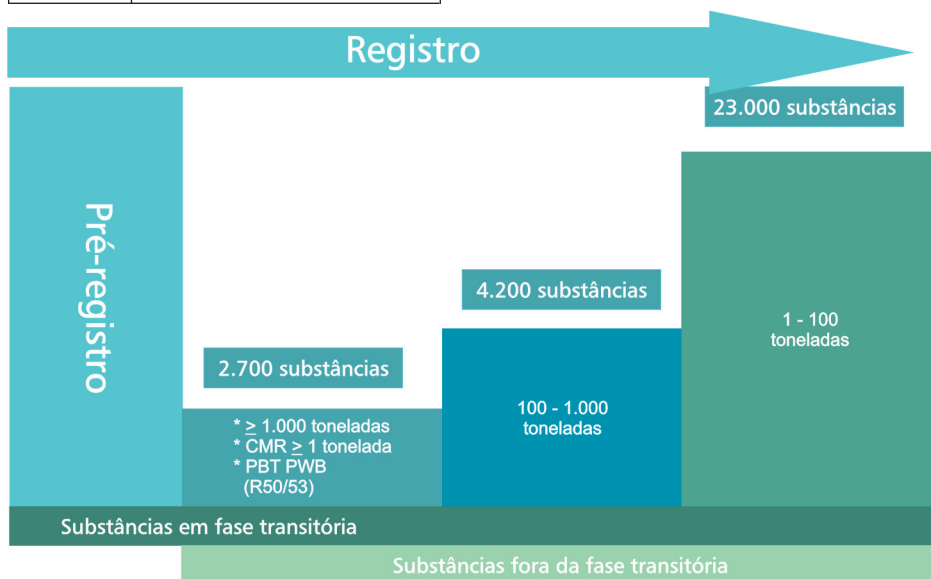 Registro
23.000 substâncias
Pré-registro
4.200 substâncias
1 - 100
toneladas
2.700 substâncias
100 - 1.000
toneladas
* ≥ 1.000 toneladas
* CMR ≥ 1 tonelada
* PBT PWB
(R50/53)
Substâncias em fase transitória
Substâncias fora da fase transitória